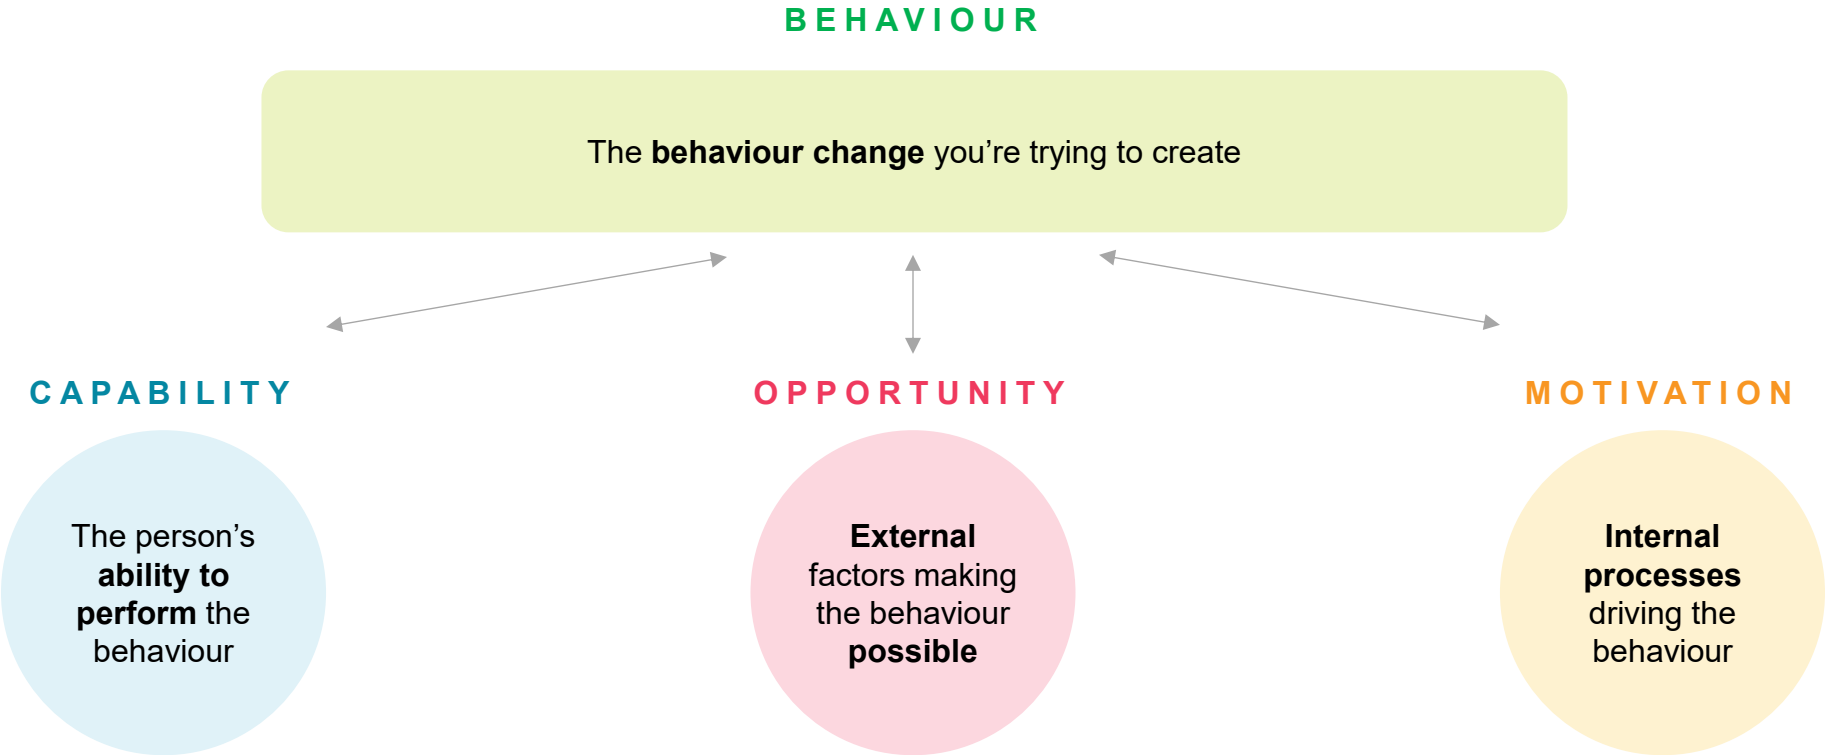 BEHAVIOUR
The behaviour change you’re trying to create
CAPABILITY
OPPORTUNITY
MOTIVATION
The person’s
ability to
perform the
behaviour
External
factors making
the behaviour
possible
Internal
processes
driving the
behaviour